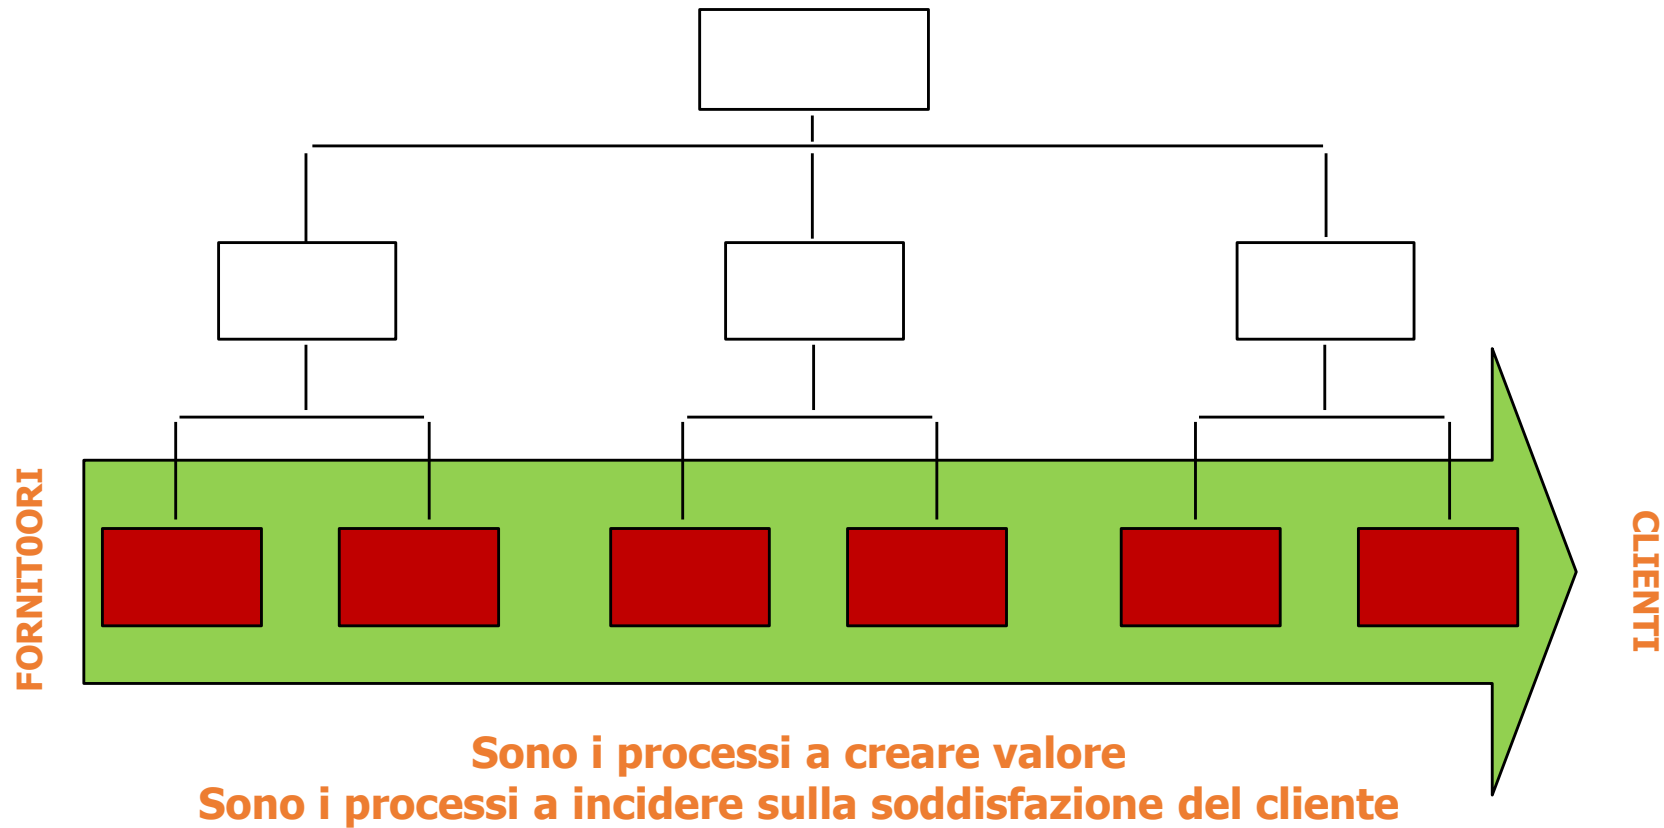 FORNITOORI
CLIENTI
Sono i processi a creare valore
Sono i processi a incidere sulla soddisfazione del cliente